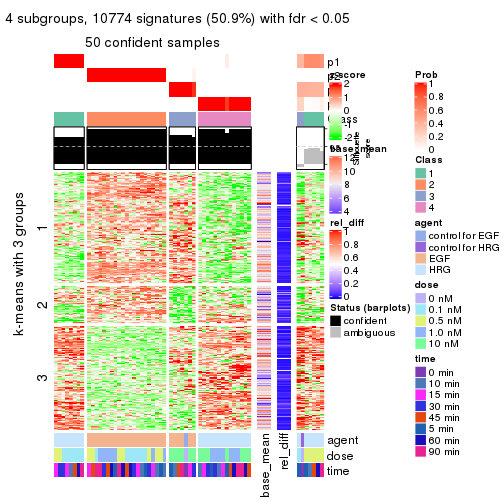 4 subgroups, 10774 signatures (50.9%) with fdr < 0.05
50 confident samples
p1
z-score
2
1
0
-1
-2
Class
Silhouette
score
base_mean
12
10
8
6
4
rel_diff
1
0.8
0.6
0.4
0.2
0
Status (barplots)
confident
ambiguous
Prob
1
0.8
0.6
0.4
0.2
0
Class
1
2
3
4
agent
control for EGF
control for HRG
EGF
HRG
dose
0 nM
0.1 nM
0.5 nM
1.0 nM
10 nM
time
0 min
10 min
15 min
30 min
45 min
5 min
60 min
90 min
k-means with 3 groups
1
2
3
agent
dose
time
base_mean
rel_diff